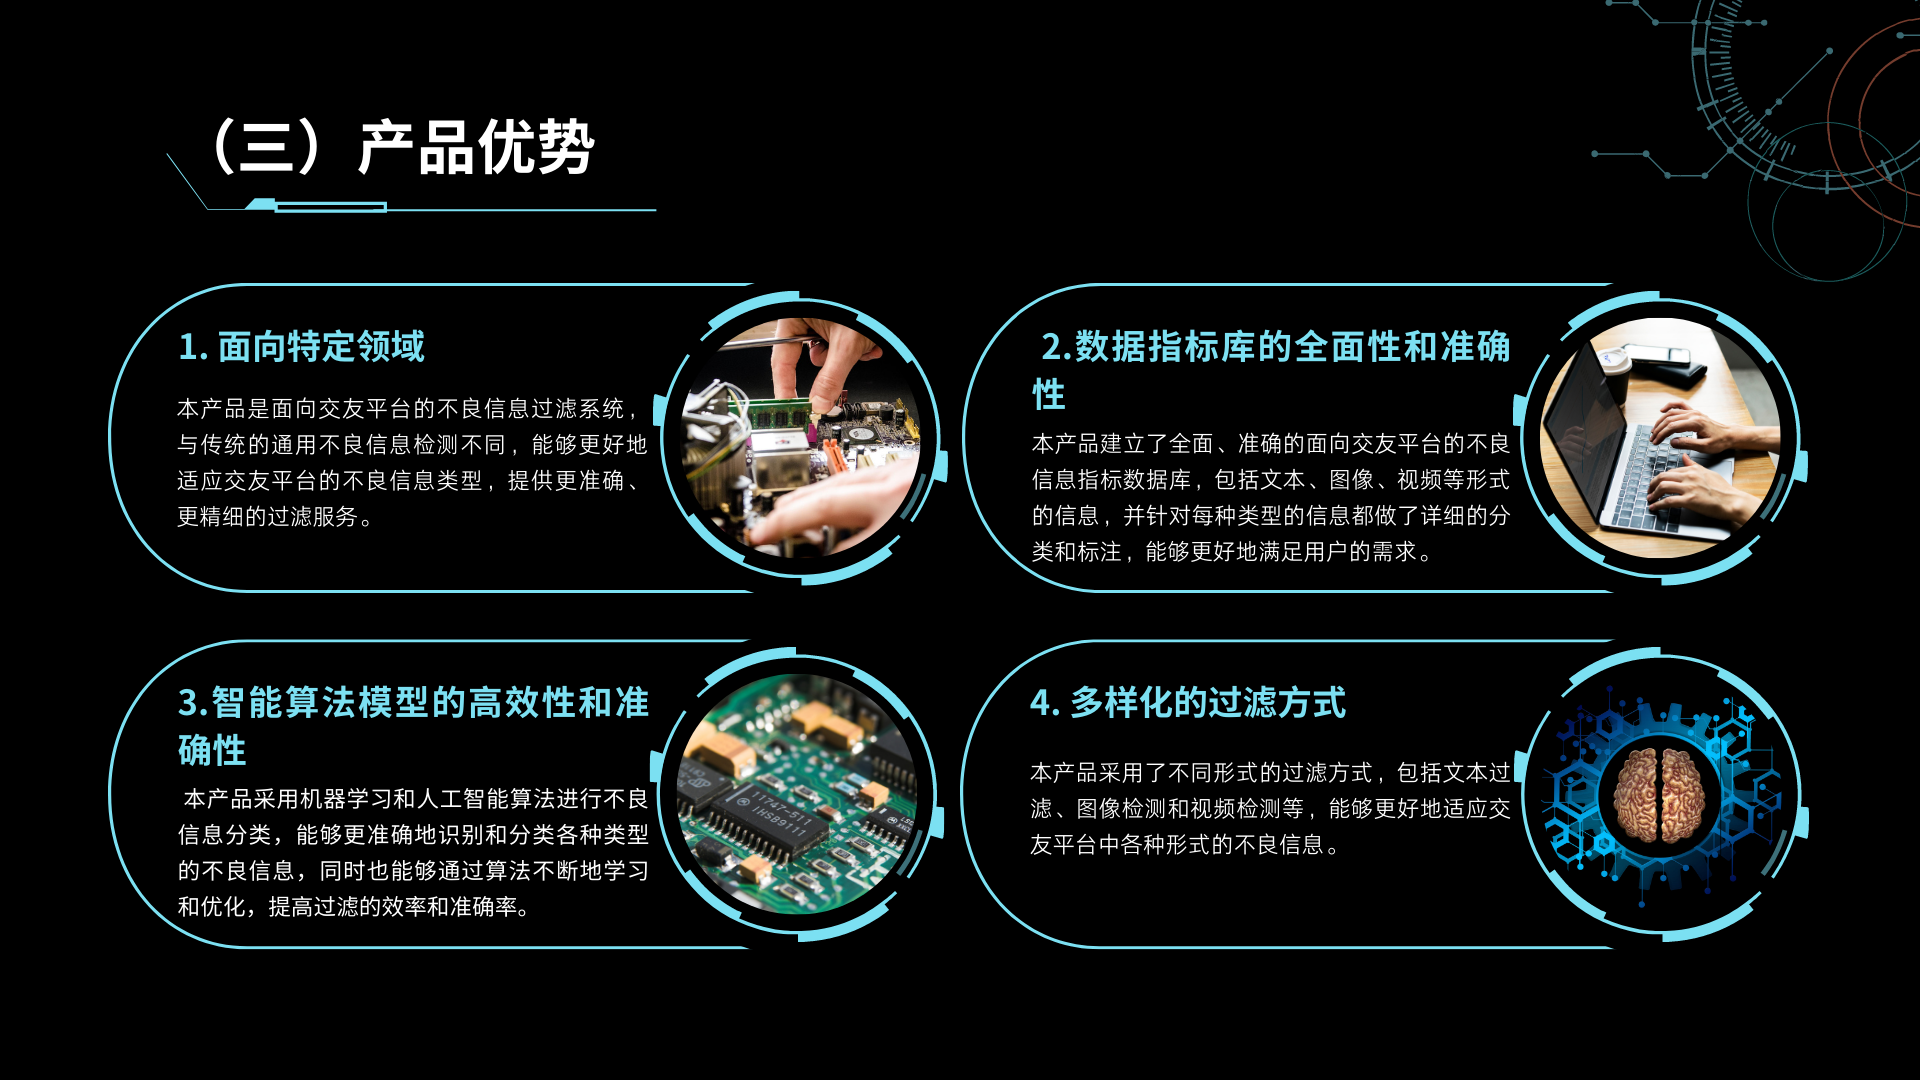 （三）产品优势
1. 面向特定领域
本产品是面向交友平台的不良信息过滤系统，
与传统的通用不良信息检测不同，能够更好地
适应交友平台的不良信息类型，提供更准确、
更精细的过滤服务。
2.数据指标库的全面性和准确
性
本产品建立了全面、准确的面向交友平台的不良
信息指标数据库，包括文本、图像、视频等形式
的信息，并针对每种类型的信息都做了详细的分
类和标注，能够更好地满足用户的需求。
3.智能算法模型的高效性和准
确性
本产品采用机器学习和人工智能算法进行不良
信息分类，能够更准确地识别和分类各种类型
的不良信息，同时也能够通过算法不断地学习
和优化，提高过滤的效率和准确率。
11747-511
1HS89111
4. 多样化的过滤方式
本产品采用了不同形式的过滤方式，包括文本过
滤、图像检测和视频检测等，能够更好地适应交
友平台中各种形式的不良信息。